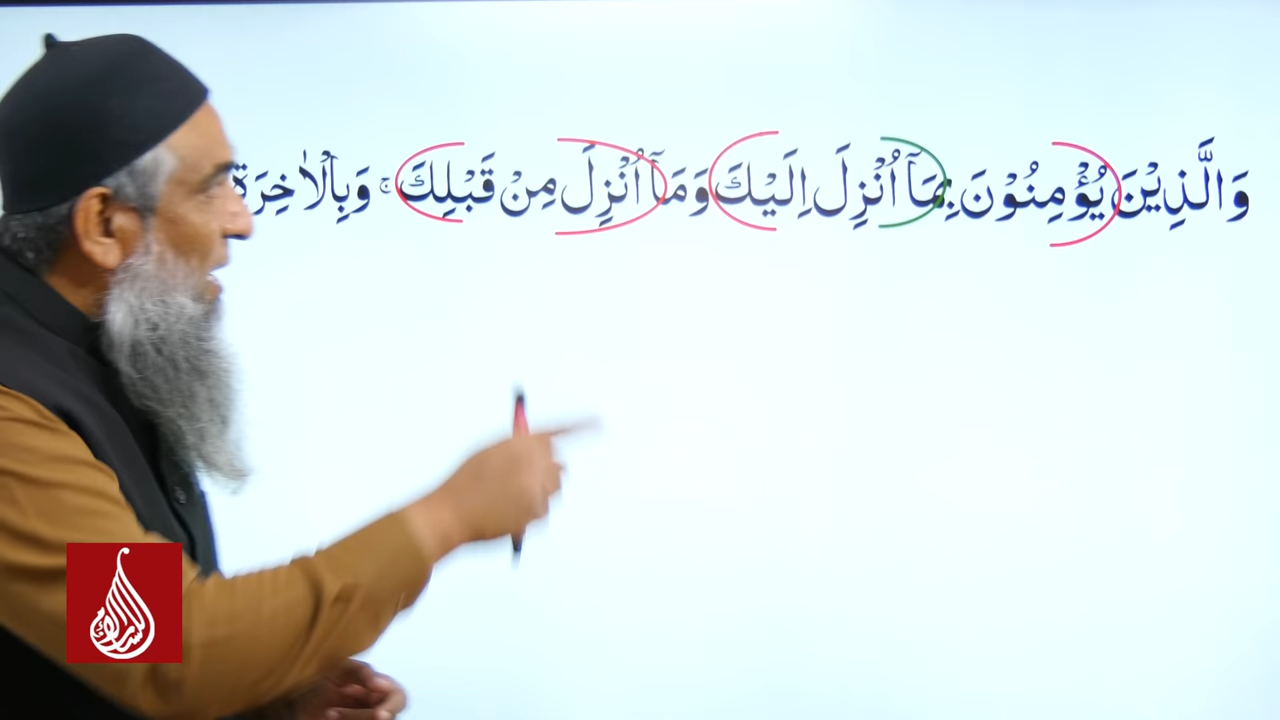 وَالَّذِيْنَ يُؤْمِنُوْنَ بِمَآ اُنْزِلَ اِلَيْكَ وَمَآ اُنْزِلَ مِنْ قَبْلِكَ ۚ وَبِالْاٰخِرَةِ